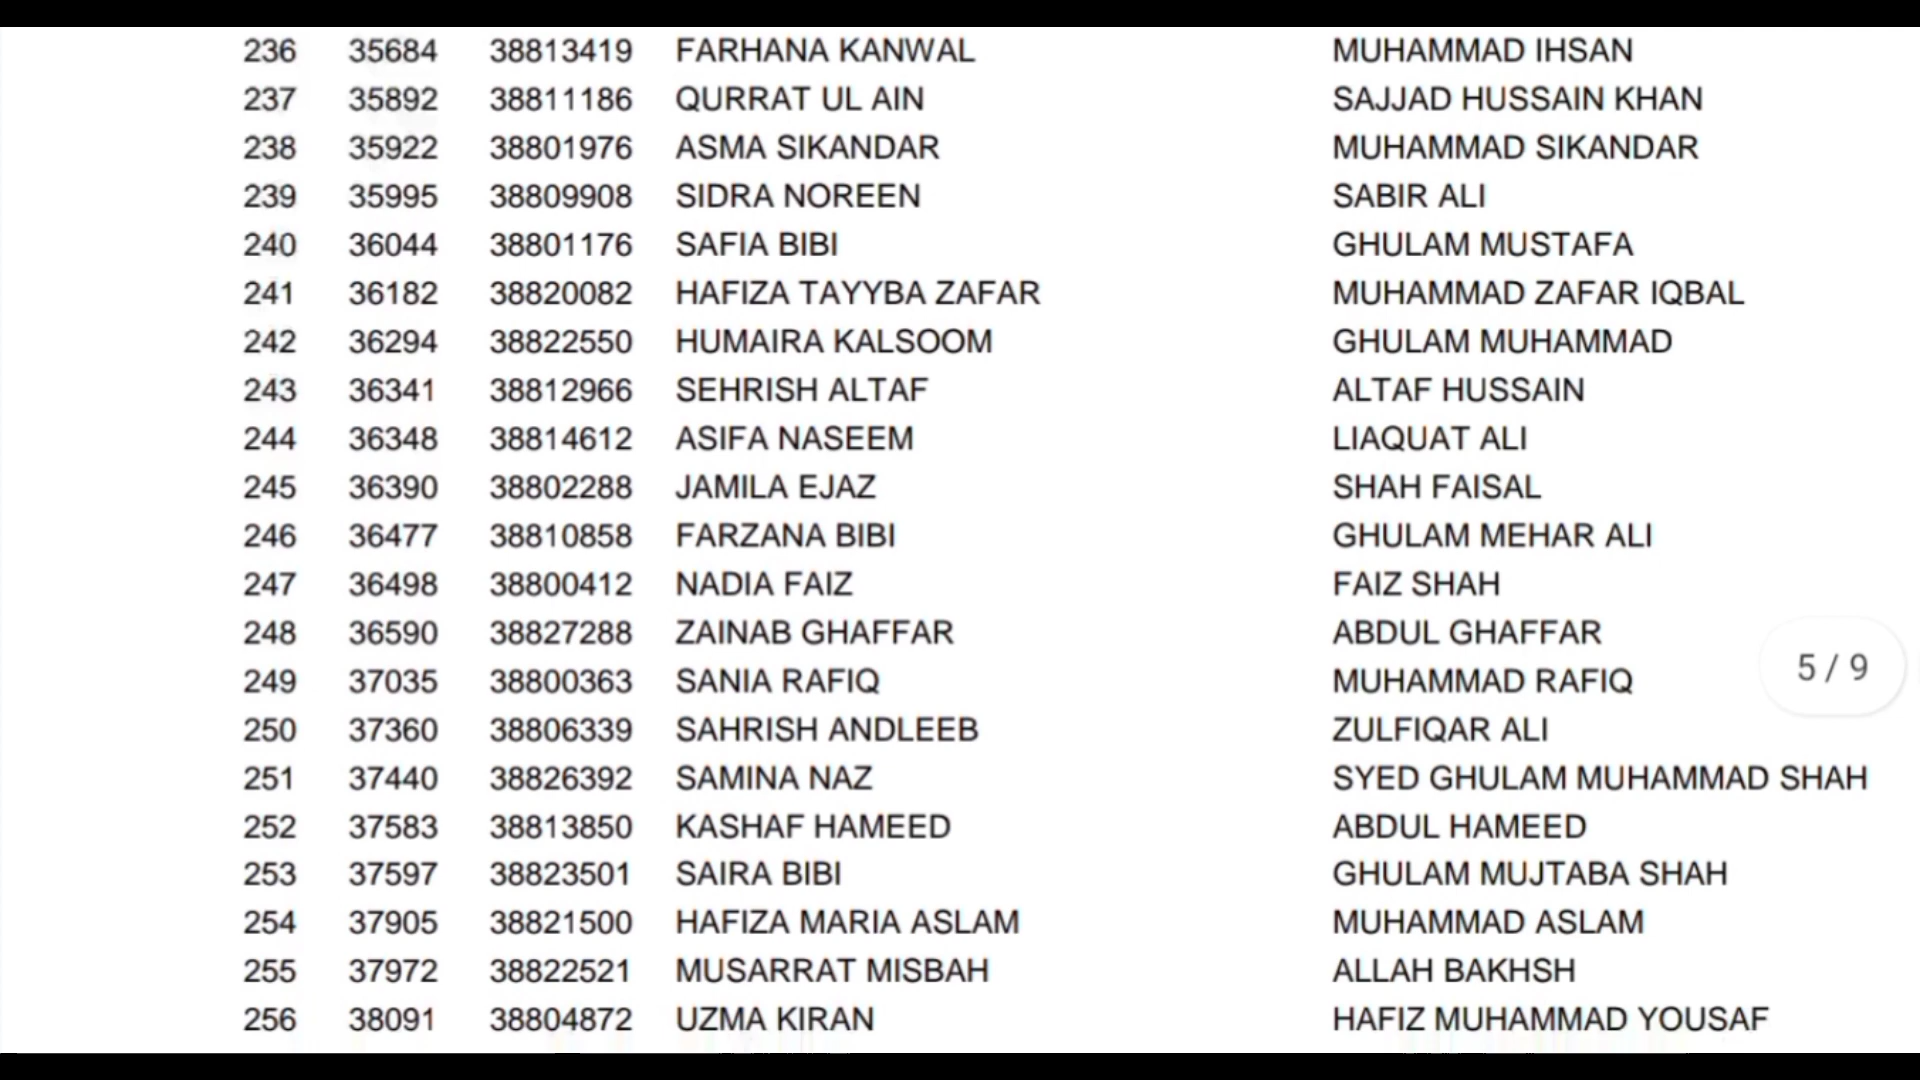 236 35684 38813419 FARHANA KANWAL MUHAMMAD IHSAN
237 35892 38811186 QURRAT UL AIN SAJJAD HUSSAIN KHAN
238 35922 38801976 ASMA SIKANDAR MUHAMMAD SIKANDAR
239 35995 38809908 SIDRA NOREEN SABIR ALI
240 36044 38801176 SAFIA BIBI GHULAM MUSTAFA
241 36182 38820082 HAFIZA TAYYBA ZAFAR MUHAMMAD ZAFAR IQBAL
242 36294 38822550 HUMAIRA KALSOOM GHULAM MUHAMMAD
243 36341 38812966 SEHRISH ALTAF ALTAF HUSSAIN
244 36348 38814612 ASIFA NASEEM LIAQUAT ALI
245 36390 38802288 JAMILA EJAZ SHAH FAISAL
246 36477 38810858 FARZANA BIBI GHULAM MEHAR ALI
247 36498 38800412 NADIA FAIZ FAIZ SHAH
248 36590 38827288 ZAINAB GHAFFAR ABDUL GHAFFAR
249 37035 38800363 SANIA RAFIQ MUHAMMAD RAFIQ
5 / 9
250 37360 38806339 SAHRISH ANDLEEB ZULFIQAR ALI
251 37440 38826392 SAMINA NAZ SYED GHULAM MUHAMMAD SHAH
252 37583 38813850 KASHAF HAMEED ABDUL HAMEED
253 37597 38823501 SAIRA BIBI GHULAM MUJTABA SHAH
254 37905 38821500 HAFIZA MARIA ASLAM MUHAMMAD ASLAM
255 37972 38822521 MUSARRAT MISBAH ALLAH BAKHSH
256 38091 38804872 UZMA KIRAN HAFIZ MUHAMMAD YOUSAF